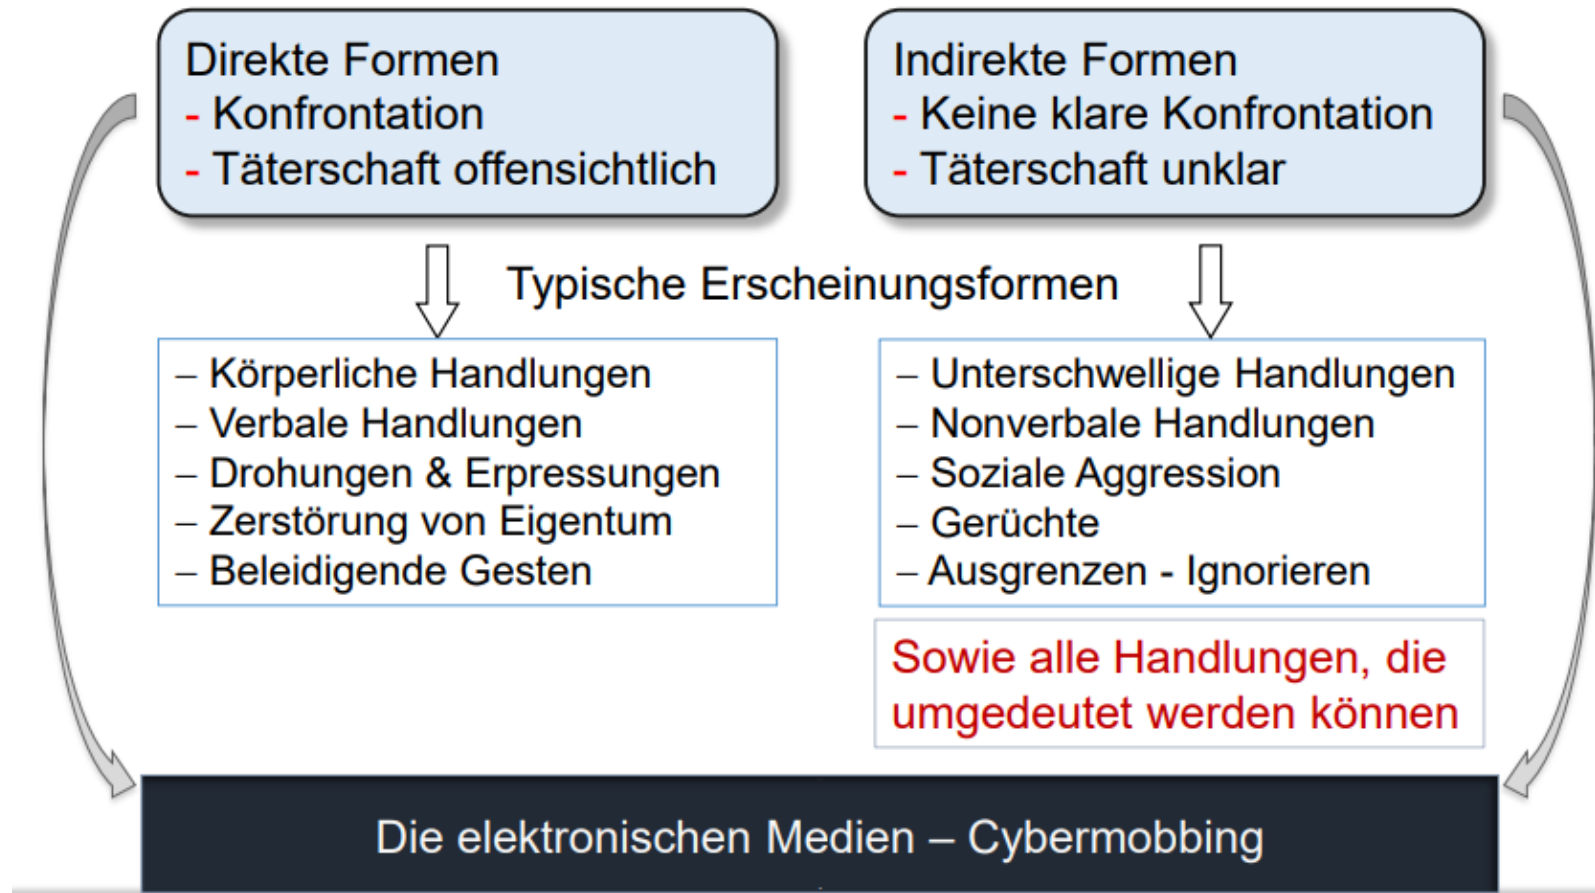 Direkte Formen
- Konfrontation
- Täterschaft offensichtlich
Indirekte Formen
- Keine klare Konfrontation
- Täterschaft unklar
Typische Erscheinungsformen
– Körperliche Handlungen
– Verbale Handlungen
– Drohungen & Erpressungen
– Zerstörung von Eigentum
– Beleidigende Gesten
– Unterschwellige Handlungen
– Nonverbale Handlungen
– Soziale Aggression
– Gerüchte
– Ausgrenzen - Ignorieren
Sowie alle Handlungen, die
umgedeutet werden können
Die elektronischen Medien – Cybermobbing